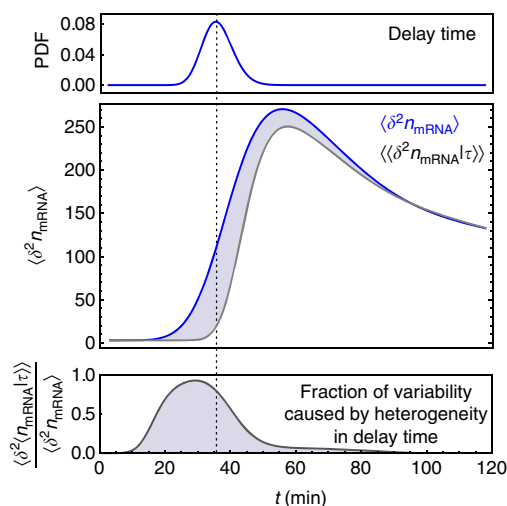 PDF
0.08
0.04
0.00
Delay time
⟨δ²n_mRNA⟩
250
200
150
100
50
0
⟨δ²n_mRNA⟩
⟨⟨δ²n_mRNA|τ⟩⟩
⟨δ²⟨n_mRNA|τ⟩⟩
⟨δ²n_mRNA⟩
1.0
0.5
0.0
Fraction of variability
caused by heterogeneity
in delay time
0 20 40 60 80 100 120
t (min)